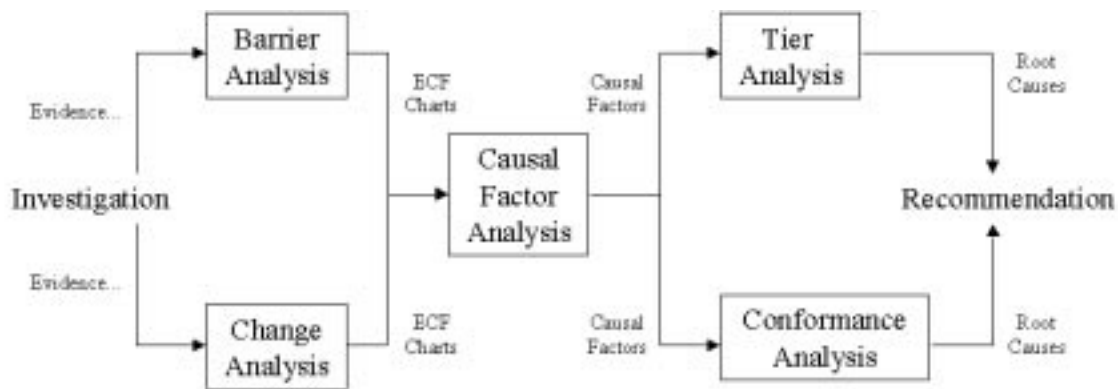 Barrier
Analysis
Tier
Analysis
ECF
Charts
Causal
Factors
Root
Causes
Evidence...
Causal
Factor
Analysis
Investigation
Recommendation
Evidence...
Change
Analysis
ECF
Charts
Causal
Factors
Conformance
Analysis
Root
Causes